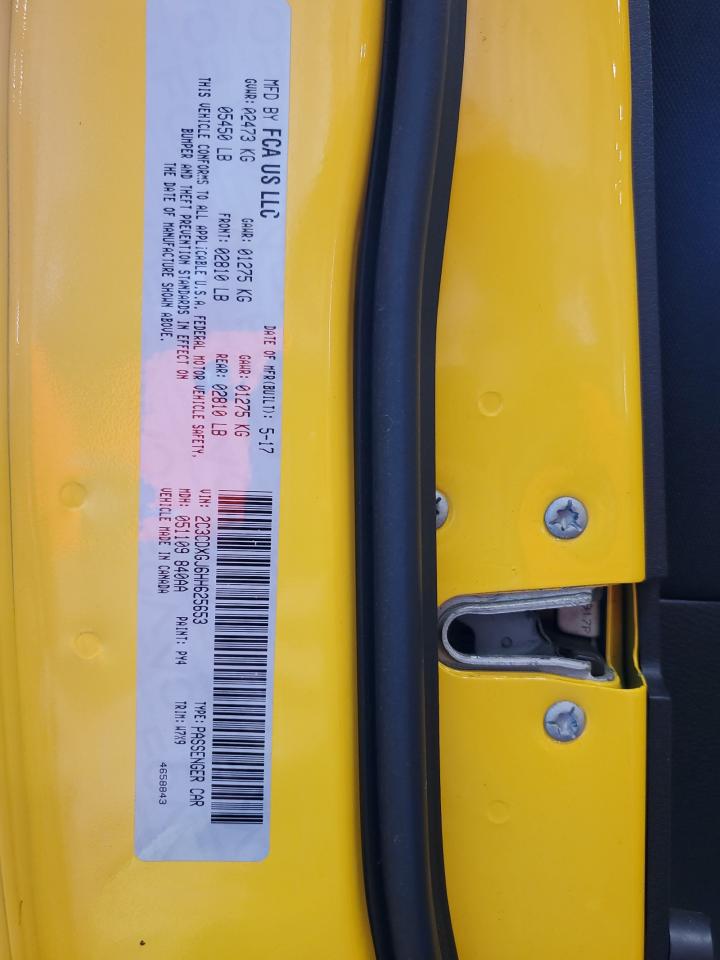 MFD BY FCA US LLC
DATE OF MFR(BUILT): 5-17
GVWR: 02473 KG
GAWR: 01275 KG
GAWR: 01275 KG
05450 LB
FRONT: 02810 LB
REAR: 02810 LB
THIS VEHICLE CONFORMS TO ALL APPLICABLE U.S.A. FEDERAL MOTOR VEHICLE SAFETY,
BUMPER AND THEFT PREVENTION STANDARDS IN EFFECT ON
THE DATE OF MANUFACTURE SHOWN ABOVE.
VIN: 2C3CDXGJ6HH625653
TYPE: PASSENGER CAR
MDH: 051109 840AA
PAINT: PY4
TRIM: W7X9
VEHICLE MADE IN CANADA
4658843